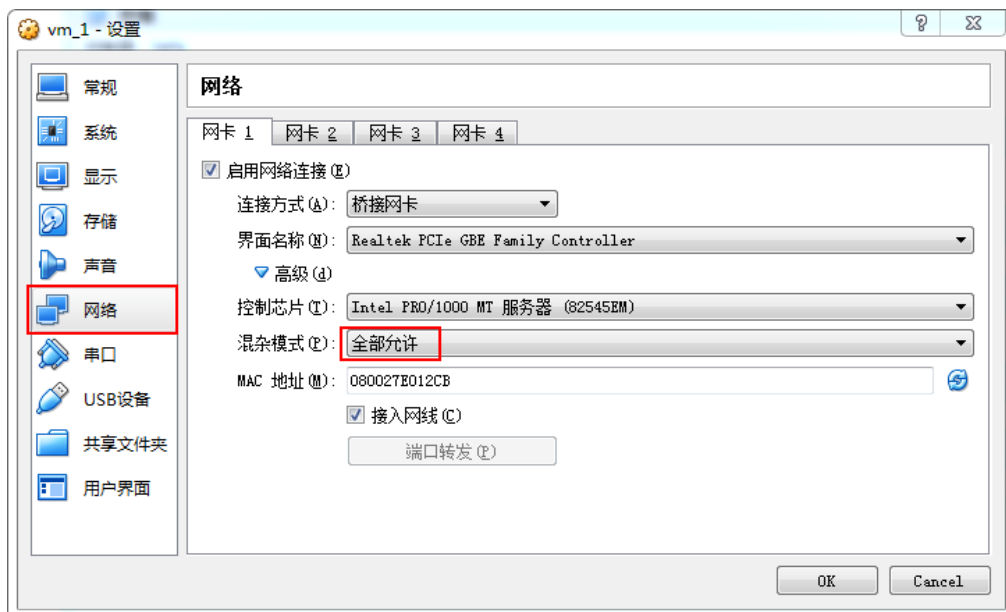 vm_1 - 设置
常规
系统
显示
存储
声音
网络
串口
USB设备
共享文件夹
用户界面
网络
网卡 1 网卡 2 网卡 3 网卡 4
启用网络连接(E)
连接方式(A): 桥接网卡
界面名称(N): Realtek PCIe GBE Family Controller
高级(d)
控制芯片(T): Intel PRO/1000 MT 服务器 (82545EM)
混杂模式(P): 全部允许
MAC 地址(M): 080027E012CB
接入网线(C)
端口转发(P)
OK Cancel